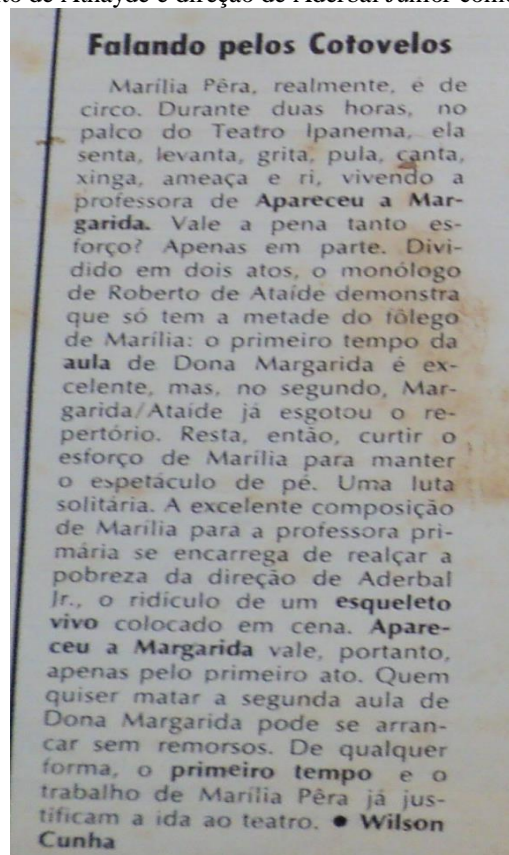 Falando pelos Cotovelos
Marília Pêra, realmente, é de
circo. Durante duas horas, no
palco do Teatro Ipanema, ela
senta, levanta, grita, pula, canta,
xinga, ameaça e ri, vivendo a
professora de Apareceu a Mar-
garida. Vale a pena tanto es-
forço? Apenas em parte. Divi-
dido em dois atos, o monólogo
de Roberto de Ataíde demonstra
que só tem a metade do fôlego
de Marília: o primeiro tempo da
aula de Dona Margarida é ex-
celente, mas, no segundo, Mar-
garida/Ataíde já esgotou o re-
pertório. Resta, então, curtir o
esforço de Marília para manter
o espetáculo de pé. Uma luta
solitária. A excelente composição
de Marília para a professora pri-
mária se encarrega de realçar a
pobreza da direção de Aderbal
Jr., o ridículo de um esqueleto
vivo colocado em cena. Apare-
ceu a Margarida vale, portanto,
apenas pelo primeiro ato. Quem
quiser matar a segunda aula de
Dona Margarida pode se arran-
car sem remorsos. De qualquer
forma, o primeiro tempo e o
trabalho de Marília Pêra já jus-
tificam a ida ao teatro. ● Wilson
Cunha